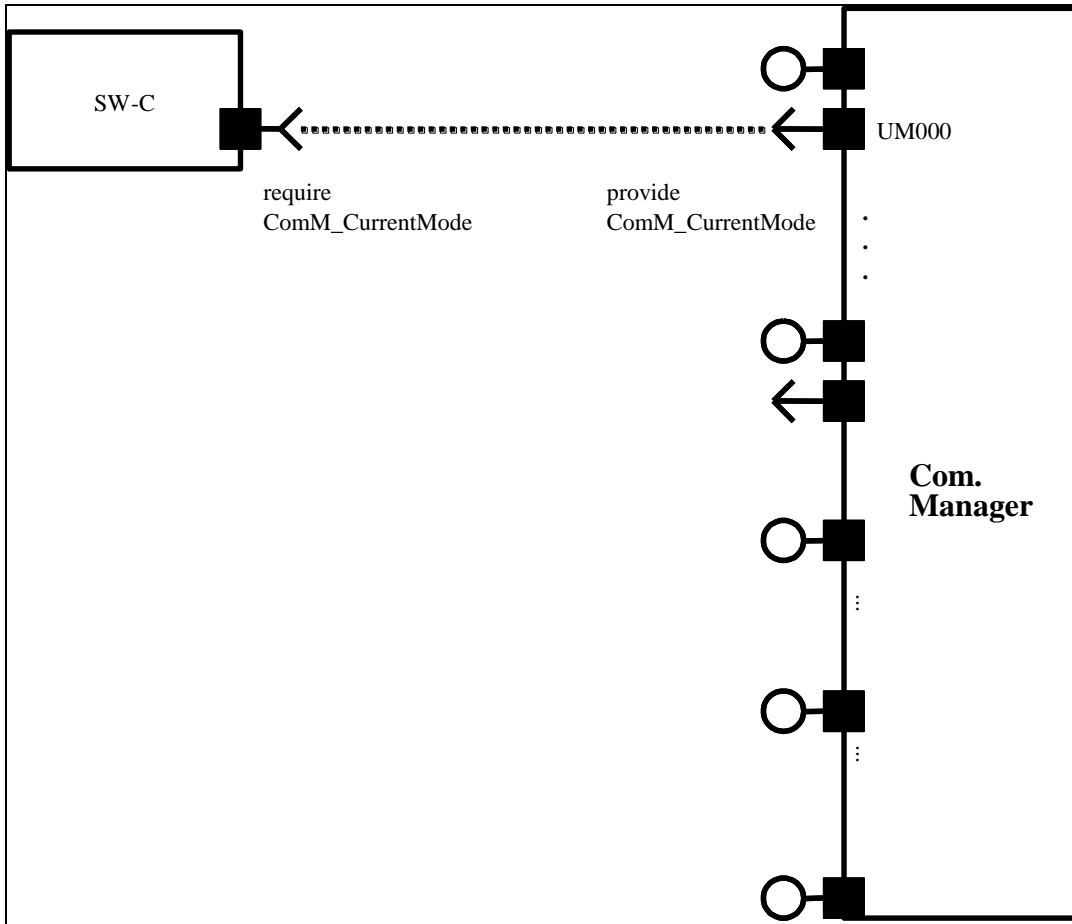 SW-C
UM000
require
ComM_CurrentMode
provide
ComM_CurrentMode
.
.
.
Com.
Manager
...
...